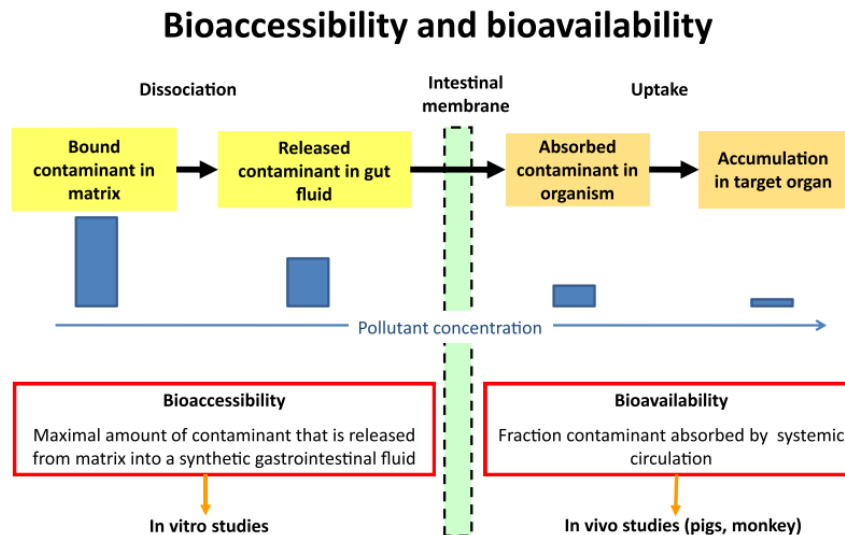 Bioaccessibility and bioavailability
Dissociation
Intestinal
membrane
Uptake
Bound
contaminant in
matrix
Released
contaminant in gut
fluid
Absorbed
contaminant in
organism
Accumulation
in target organ
Pollutant concentration
Bioaccessibility
Maximal amount of contaminant that is released
from matrix into a synthetic gastrointestinal fluid
In vitro studies
Bioavailability
Fraction contaminant absorbed by systemic
circulation
In vivo studies (pigs, monkey)